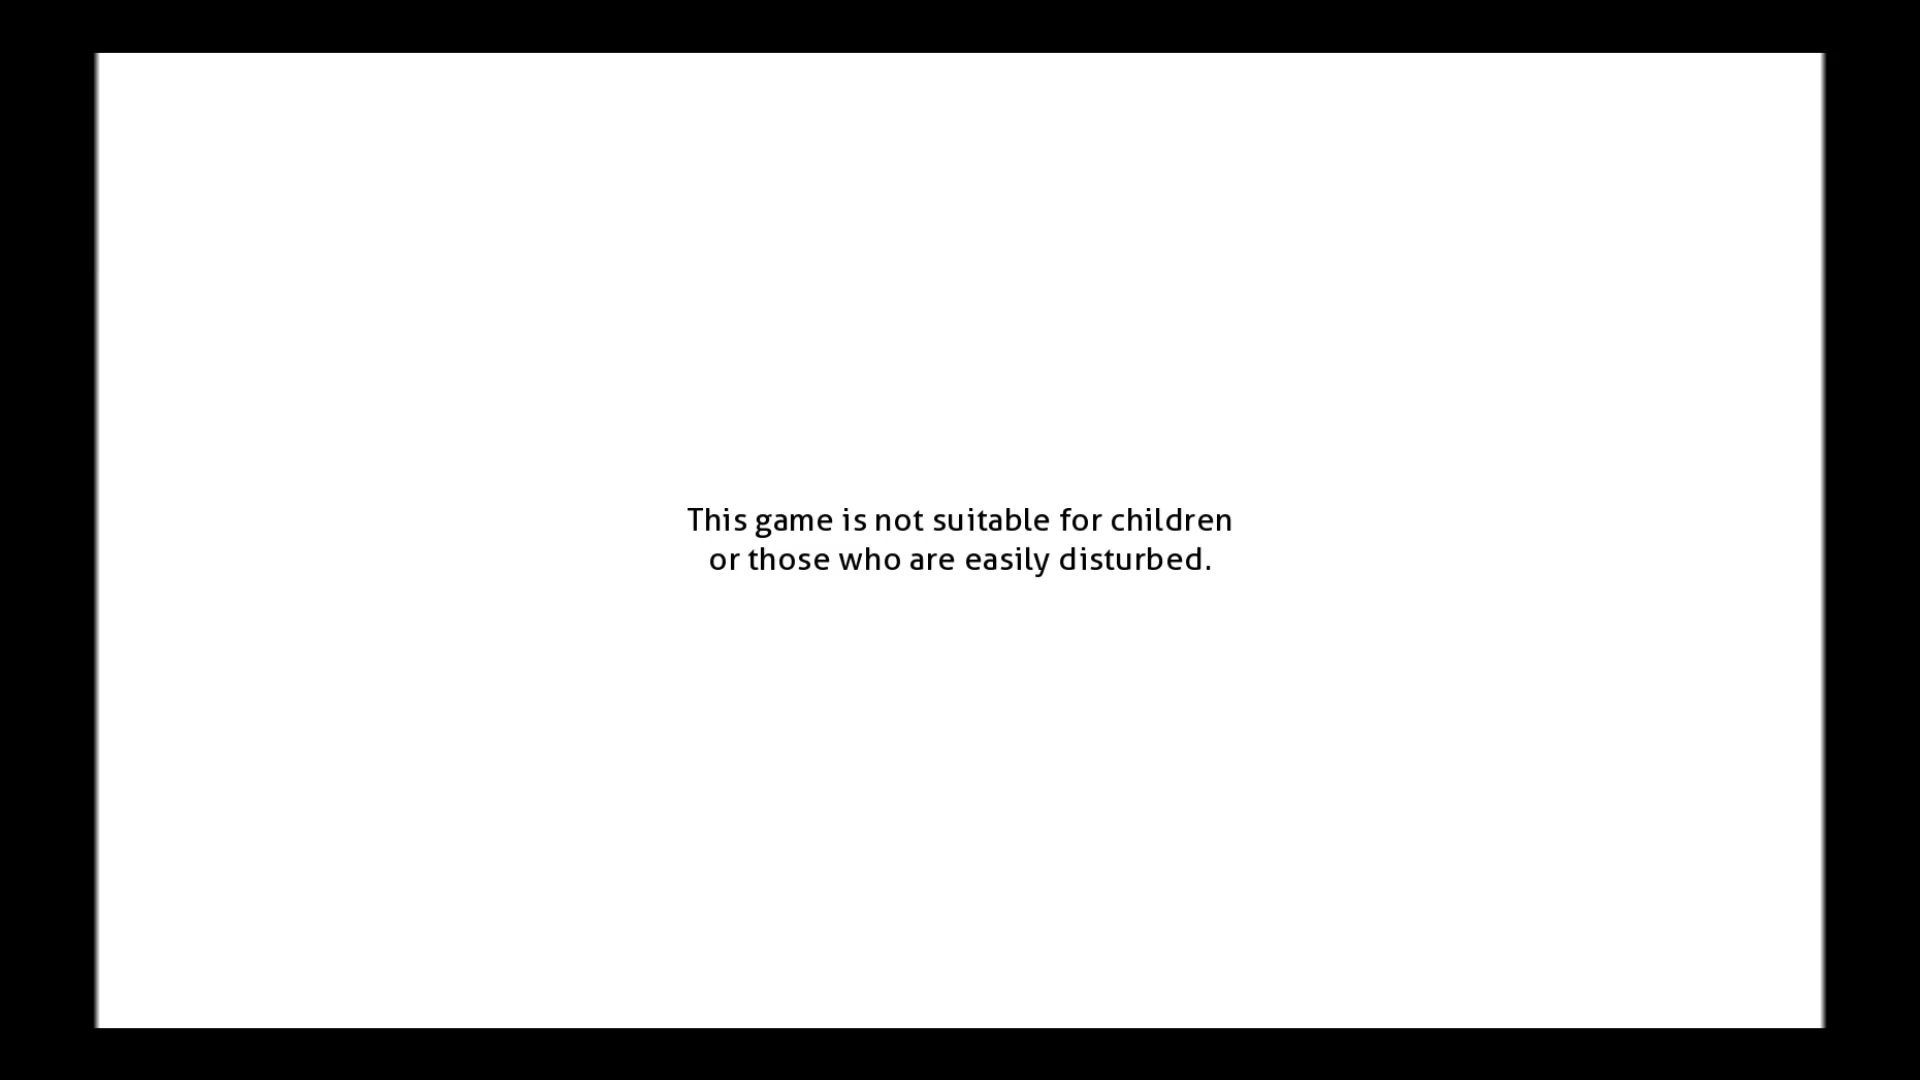 This game is not suitable for children
or those who are easily disturbed.